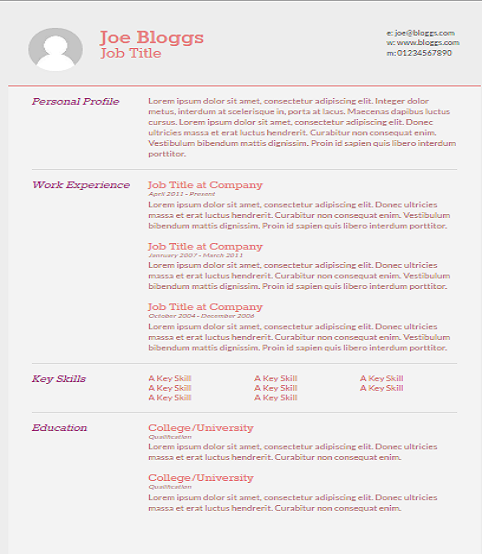 Joe Bloggs
Job Title
e: joe@bloggs.com
w: www.bloggs.com
m: 01234567890
Personal Profile
Lorem ipsum dolor sit amet, consectetur adipiscing elit. Integer dolor
metus, interdum at scelerisque in, porta at lacus. Maecenas dapibus luctus
cursus. Lorem ipsum dolor sit amet, consectetur adipiscing elit. Donec
ultricies massa et erat luctus hendrerit. Curabitur non consequat enim.
Vestibulum bibendum mattis dignissim. Proin id sapien quis libero interdum
porttitor.
Work Experience
Job Title at Company
April 2011 - Present
Lorem ipsum dolor sit amet, consectetur adipiscing elit. Donec ultricies
massa et erat luctus hendrerit. Curabitur non consequat enim. Vestibulum
bibendum mattis dignissim. Proin id sapien quis libero interdum porttitor.
Job Title at Company
Janruary 2007 - March 2011
Lorem ipsum dolor sit amet, consectetur adipiscing elit. Donec ultricies
massa et erat luctus hendrerit. Curabitur non consequat enim. Vestibulum
bibendum mattis dignissim. Proin id sapien quis libero interdum porttitor.
Job Title at Company
October 2004 - December 2006
Lorem ipsum dolor sit amet, consectetur adipiscing elit. Donec ultricies
massa et erat luctus hendrerit. Curabitur non consequat enim. Vestibulum
bibendum mattis dignissim. Proin id sapien quis libero interdum porttitor.
Key Skills
A Key Skill A Key Skill A Key Skill
A Key Skill A Key Skill A Key Skill
A Key Skill A Key Skill
Education
College/University
Qualification
Lorem ipsum dolor sit amet, consectetur adipiscing elit. Donec ultricies
massa et erat luctus hendrerit. Curabitur non consequat enim.
College/University
Qualification
Lorem ipsum dolor sit amet, consectetur adipiscing elit. Donec ultricies
massa et erat luctus hendrerit. Curabitur non consequat enim.